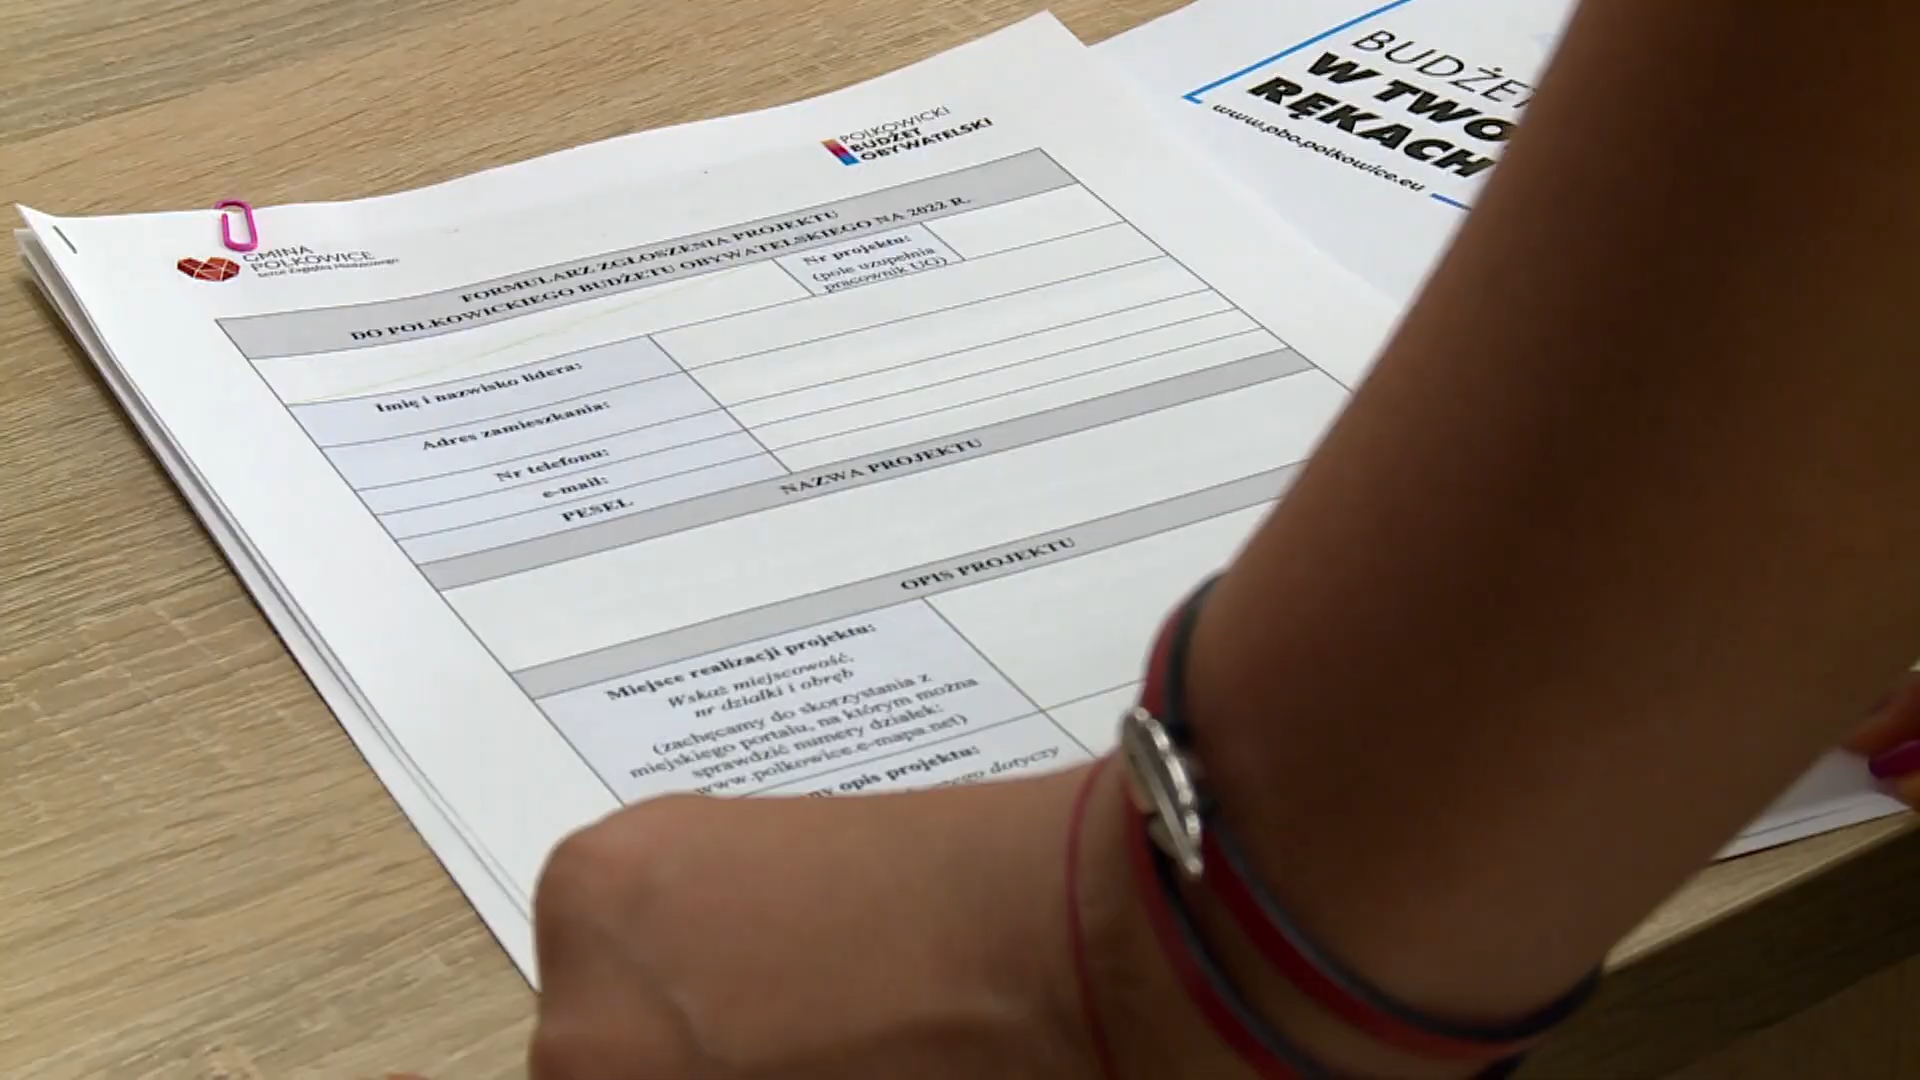 POLKOWICKI
BUDŻET
OBYWATELSKI
BUDŻET
W TWO
RĘKACH
www.pbo.polkowice.eu
GMINA
POLKOWICE
FORMULARZ ZGŁOSZENIA PROJEKTU
DO POLKOWICKIEGO BUDŻETU OBYWATELSKIEGO NA 2022 R.
Nr projektu:
(pole uzupełnia
pracownik UG)
Imię i nazwisko lidera:
Adres zamieszkania:
Nr telefonu:
e-mail:
PESEL
NAZWA PROJEKTU
OPIS PROJEKTU
Miejsce realizacji projektu:
Wskaż miejscowość,
nr działki i obręb
(zachęcamy do skorzystania z
miejskiego portalu, na którym można
sprawdzić numery działek:
www.polkowice.e-mapa.net)
ny opis projektu:
zego dotyczy